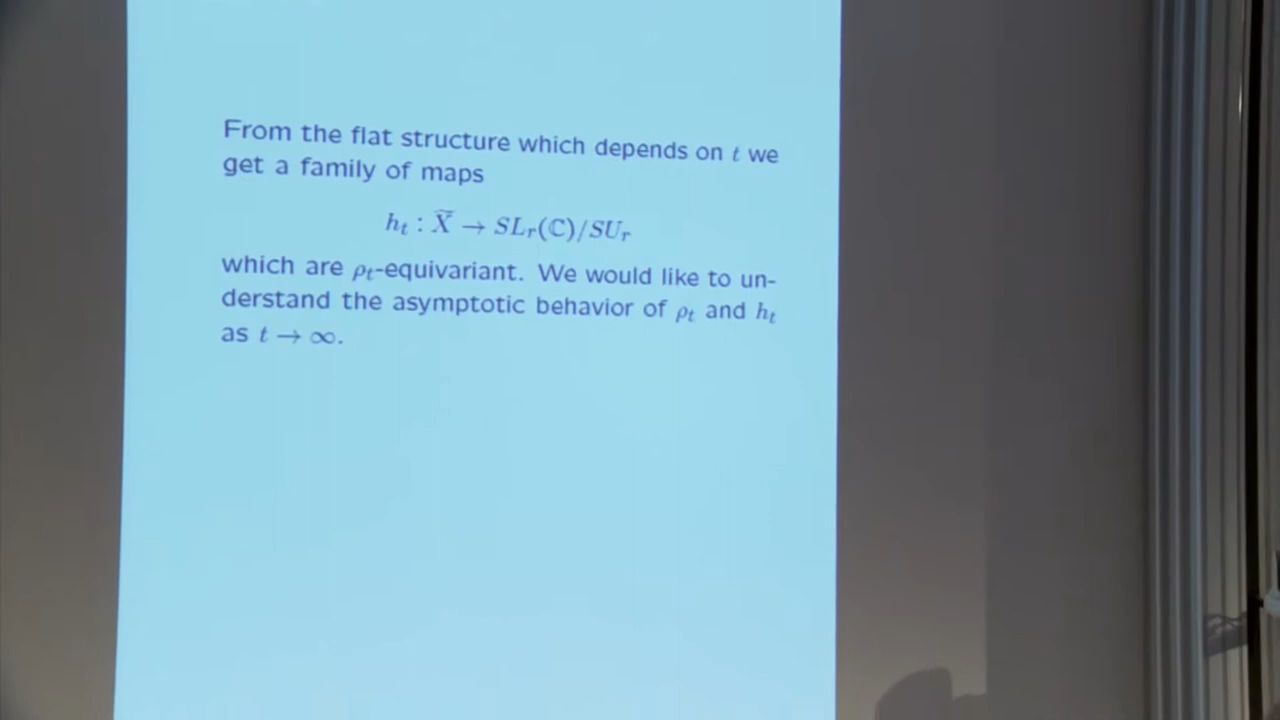 From the flat structure which depends on t we
get a family of maps
h_t : X̃ → SL_r(ℂ)/SU_r
which are ρ_t-equivariant. We would like to un-
derstand the asymptotic behavior of ρ_t and h_t
as t → ∞.